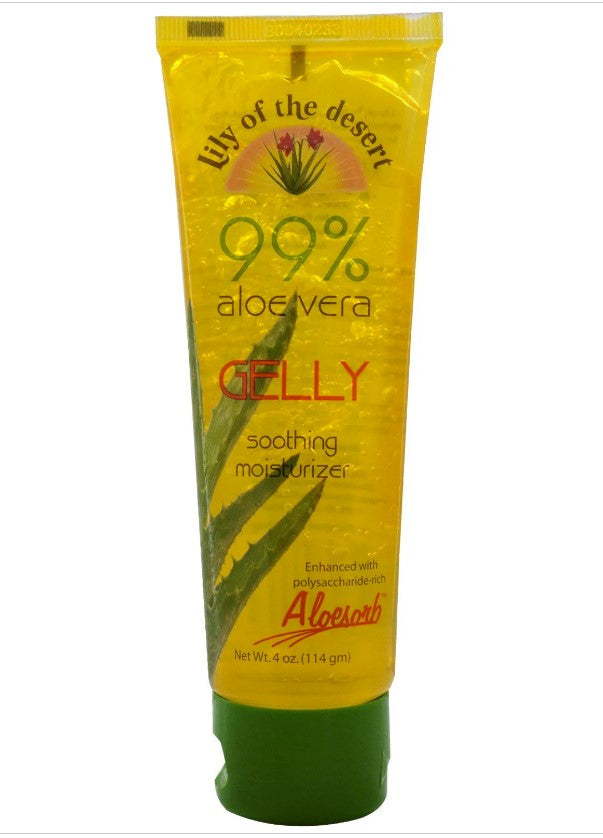 Lily of the desert
99%
aloe vera
GELLY
soothing
moisturizer
Enhanced with
polysaccharide-rich
Aloesorb™
Net Wt. 4 oz. (114 gm)